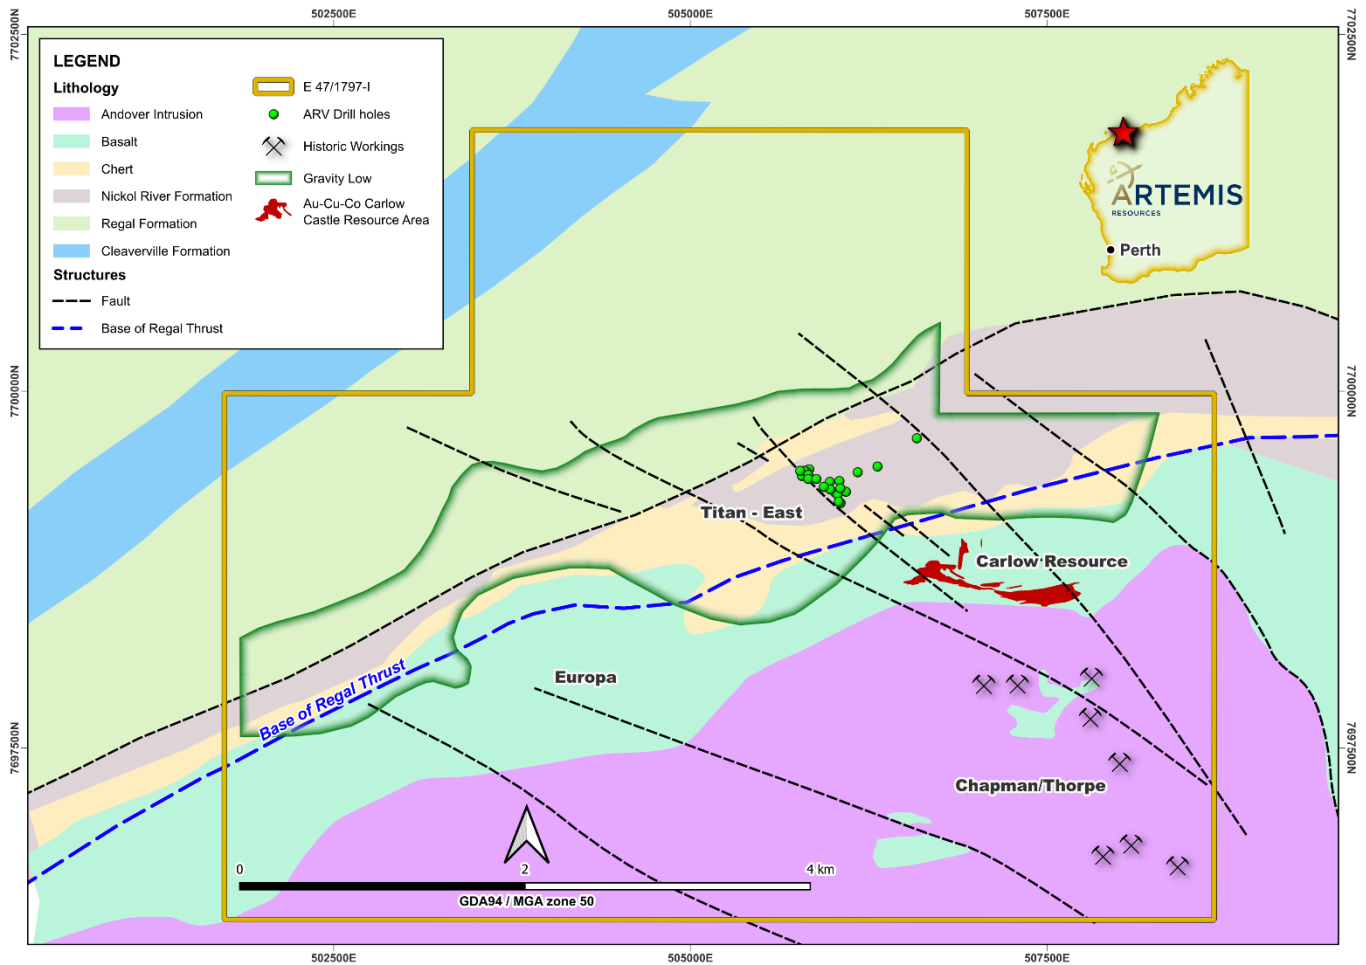 502500E
505000E
507500E
7702500N
7702500N
LEGEND
Lithology
Andover Intrusion
Basalt
Chert
Nickol River Formation
Regal Formation
Cleaverville Formation
Structures
Fault
Base of Regal Thrust
E 47/1797-I
ARV Drill holes
Historic Workings
Gravity Low
Au-Cu-Co Carlow
Castle Resource Area
ARTEMIS
RESOURCES
Perth
7700000N
7700000N
Titan - East
Carlow Resource
Europa
Base of Regal Thrust
7697500N
7697500N
Chapman/Thorpe
0
2
4 km
GDA94 / MGA zone 50
502500E
505000E
507500E